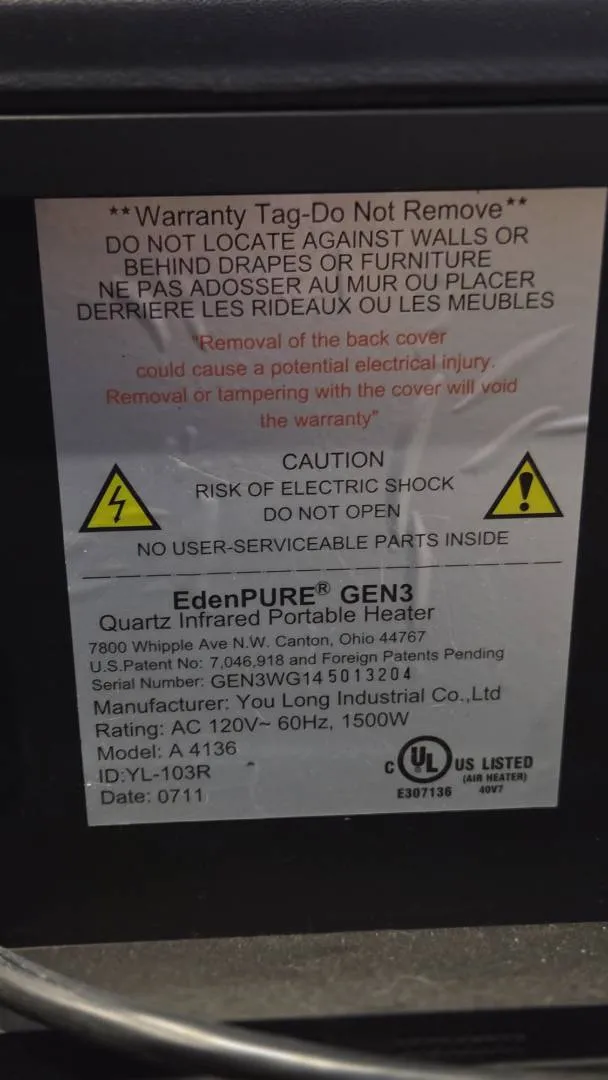 **Warranty Tag-Do Not Remove**
DO NOT LOCATE AGAINST WALLS OR
BEHIND DRAPES OR FURNITURE
NE PAS ADOSSER AU MUR OU PLACER
DERRIERE LES RIDEAUX OU LES MEUBLES
"Removal of the back cover
could cause a potential electrical injury.
Removal or tampering with the cover will void
the warranty"
CAUTION
RISK OF ELECTRIC SHOCK
DO NOT OPEN
NO USER-SERVICEABLE PARTS INSIDE
EdenPURE® GEN3
Quartz Infrared Portable Heater
7800 Whipple Ave N.W. Canton, Ohio 44767
U.S.Patent No: 7,046,918 and Foreign Patents Pending
Serial Number: GEN3WG145013204
Manufacturer: You Long Industrial Co.,Ltd
Rating: AC 120V~ 60Hz, 1500W
Model: A 4136
ID:YL-103R
Date: 0711
C UL US LISTED
(AIR HEATER)
E307136 40V7